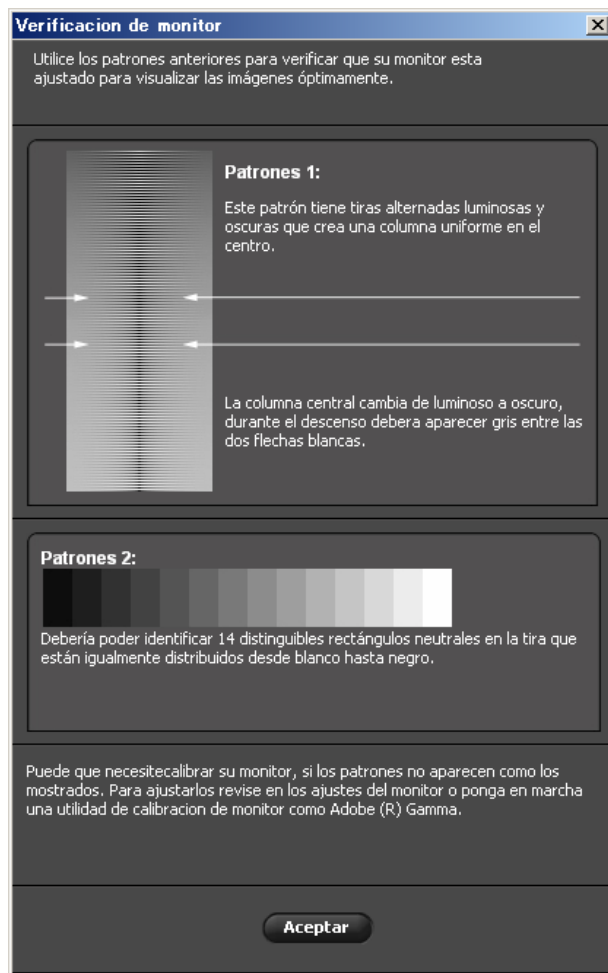 Verificacion de monitor
Utilice los patrones anteriores para verificar que su monitor esta
ajustado para visualizar las imágenes óptimamente.
Patrones 1:
Este patrón tiene tiras alternadas luminosas y
oscuras que crea una columna uniforme en el
centro.
La columna central cambia de luminoso a oscuro,
durante el descenso debera aparecer gris entre las
dos flechas blancas.
Patrones 2:
Debería poder identificar 14 distinguibles rectángulos neutrales en la tira que
están igualmente distribuidos desde blanco hasta negro.
Puede que necesitecalibrar su monitor, si los patrones no aparecen como los
mostrados. Para ajustarlos revise en los ajustes del monitor o ponga en marcha
una utilidad de calibracion de monitor como Adobe (R) Gamma.
Aceptar